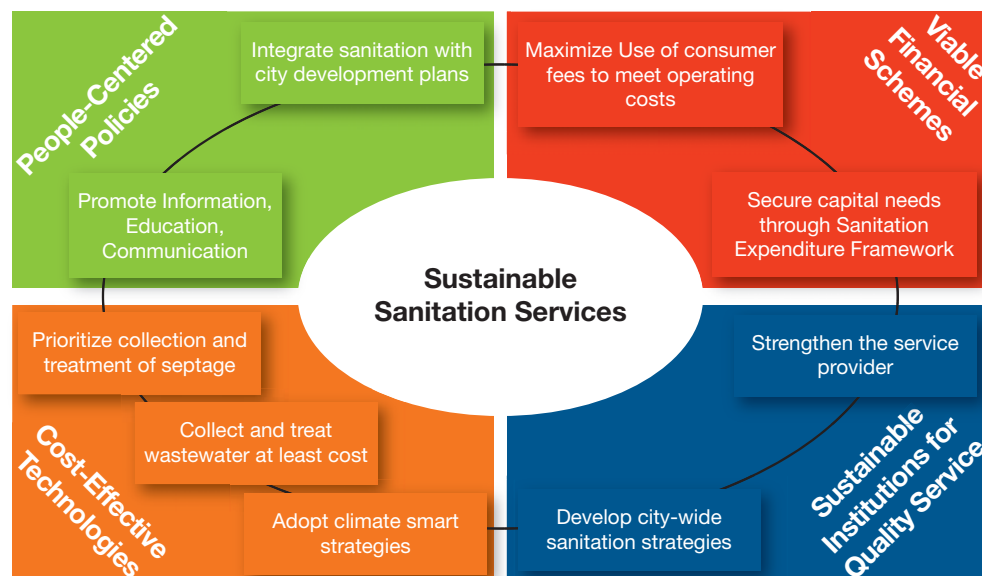 People-Centered
Policies
Integrate sanitation with
city development plans
Promote Information,
Education,
Communication
Maximize Use of consumer
fees to meet operating
costs
Viable
Financial
Schemes
Secure capital needs
through Sanitation
Expenditure Framework
Sustainable
Sanitation Services
Prioritize collection and
treatment of septage
Collect and treat
wastewater at least cost
Adopt climate smart
strategies
Cost-Effective
Technologies
Strengthen the service
provider
Develop city-wide
sanitation strategies
Sustainable
Institutions for
Quality Service